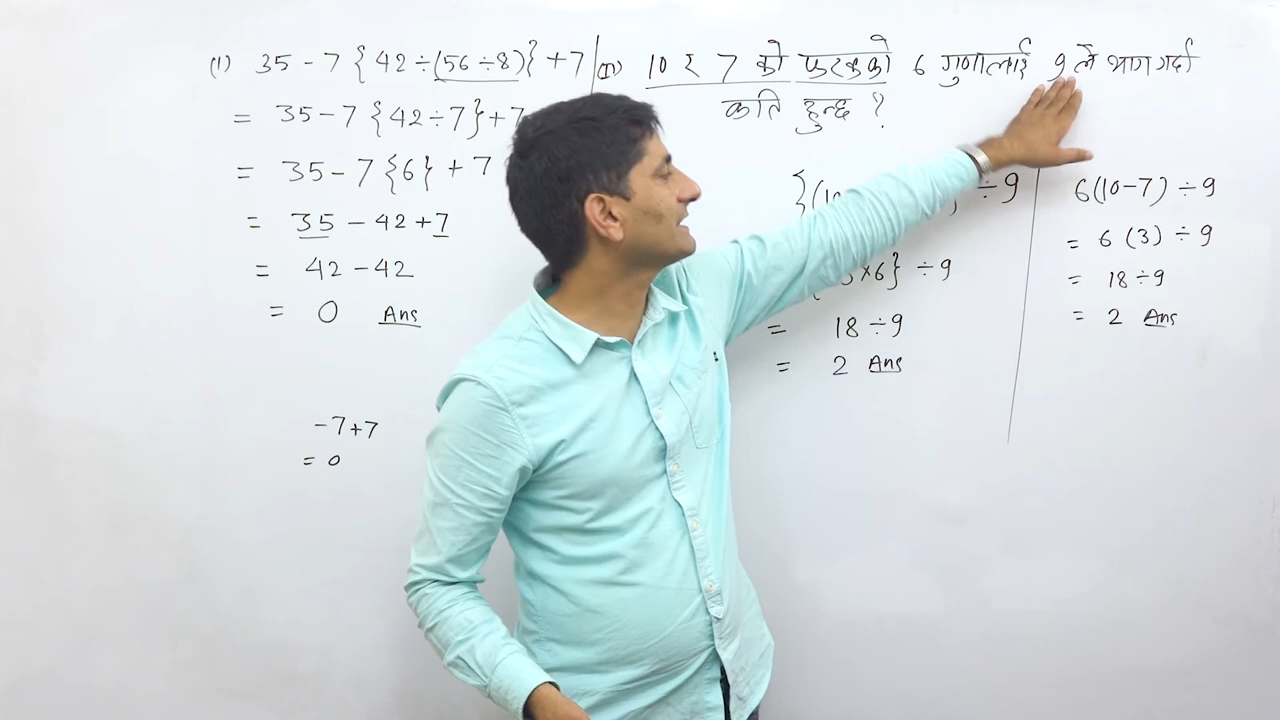 (I) 35 - 7 { 42 ÷ (56 ÷ 8) } + 7
= 35 - 7 {42 ÷ 7} + 7
= 35 - 7 {6} + 7
= 35 - 42 + 7
= 42 - 42
= 0 Ans
-7+7
= 0
(II) 10 र 7 को फरकको 6 गुणालाई 9 ले भाग गर्दा
कति हुन्छ ?
{(10 ) ÷ 9
×6} ÷ 9
= 18 ÷ 9
= 2 Ans
6(10-7) ÷ 9
= 6 (3) ÷ 9
= 18 ÷ 9
= 2 Ans